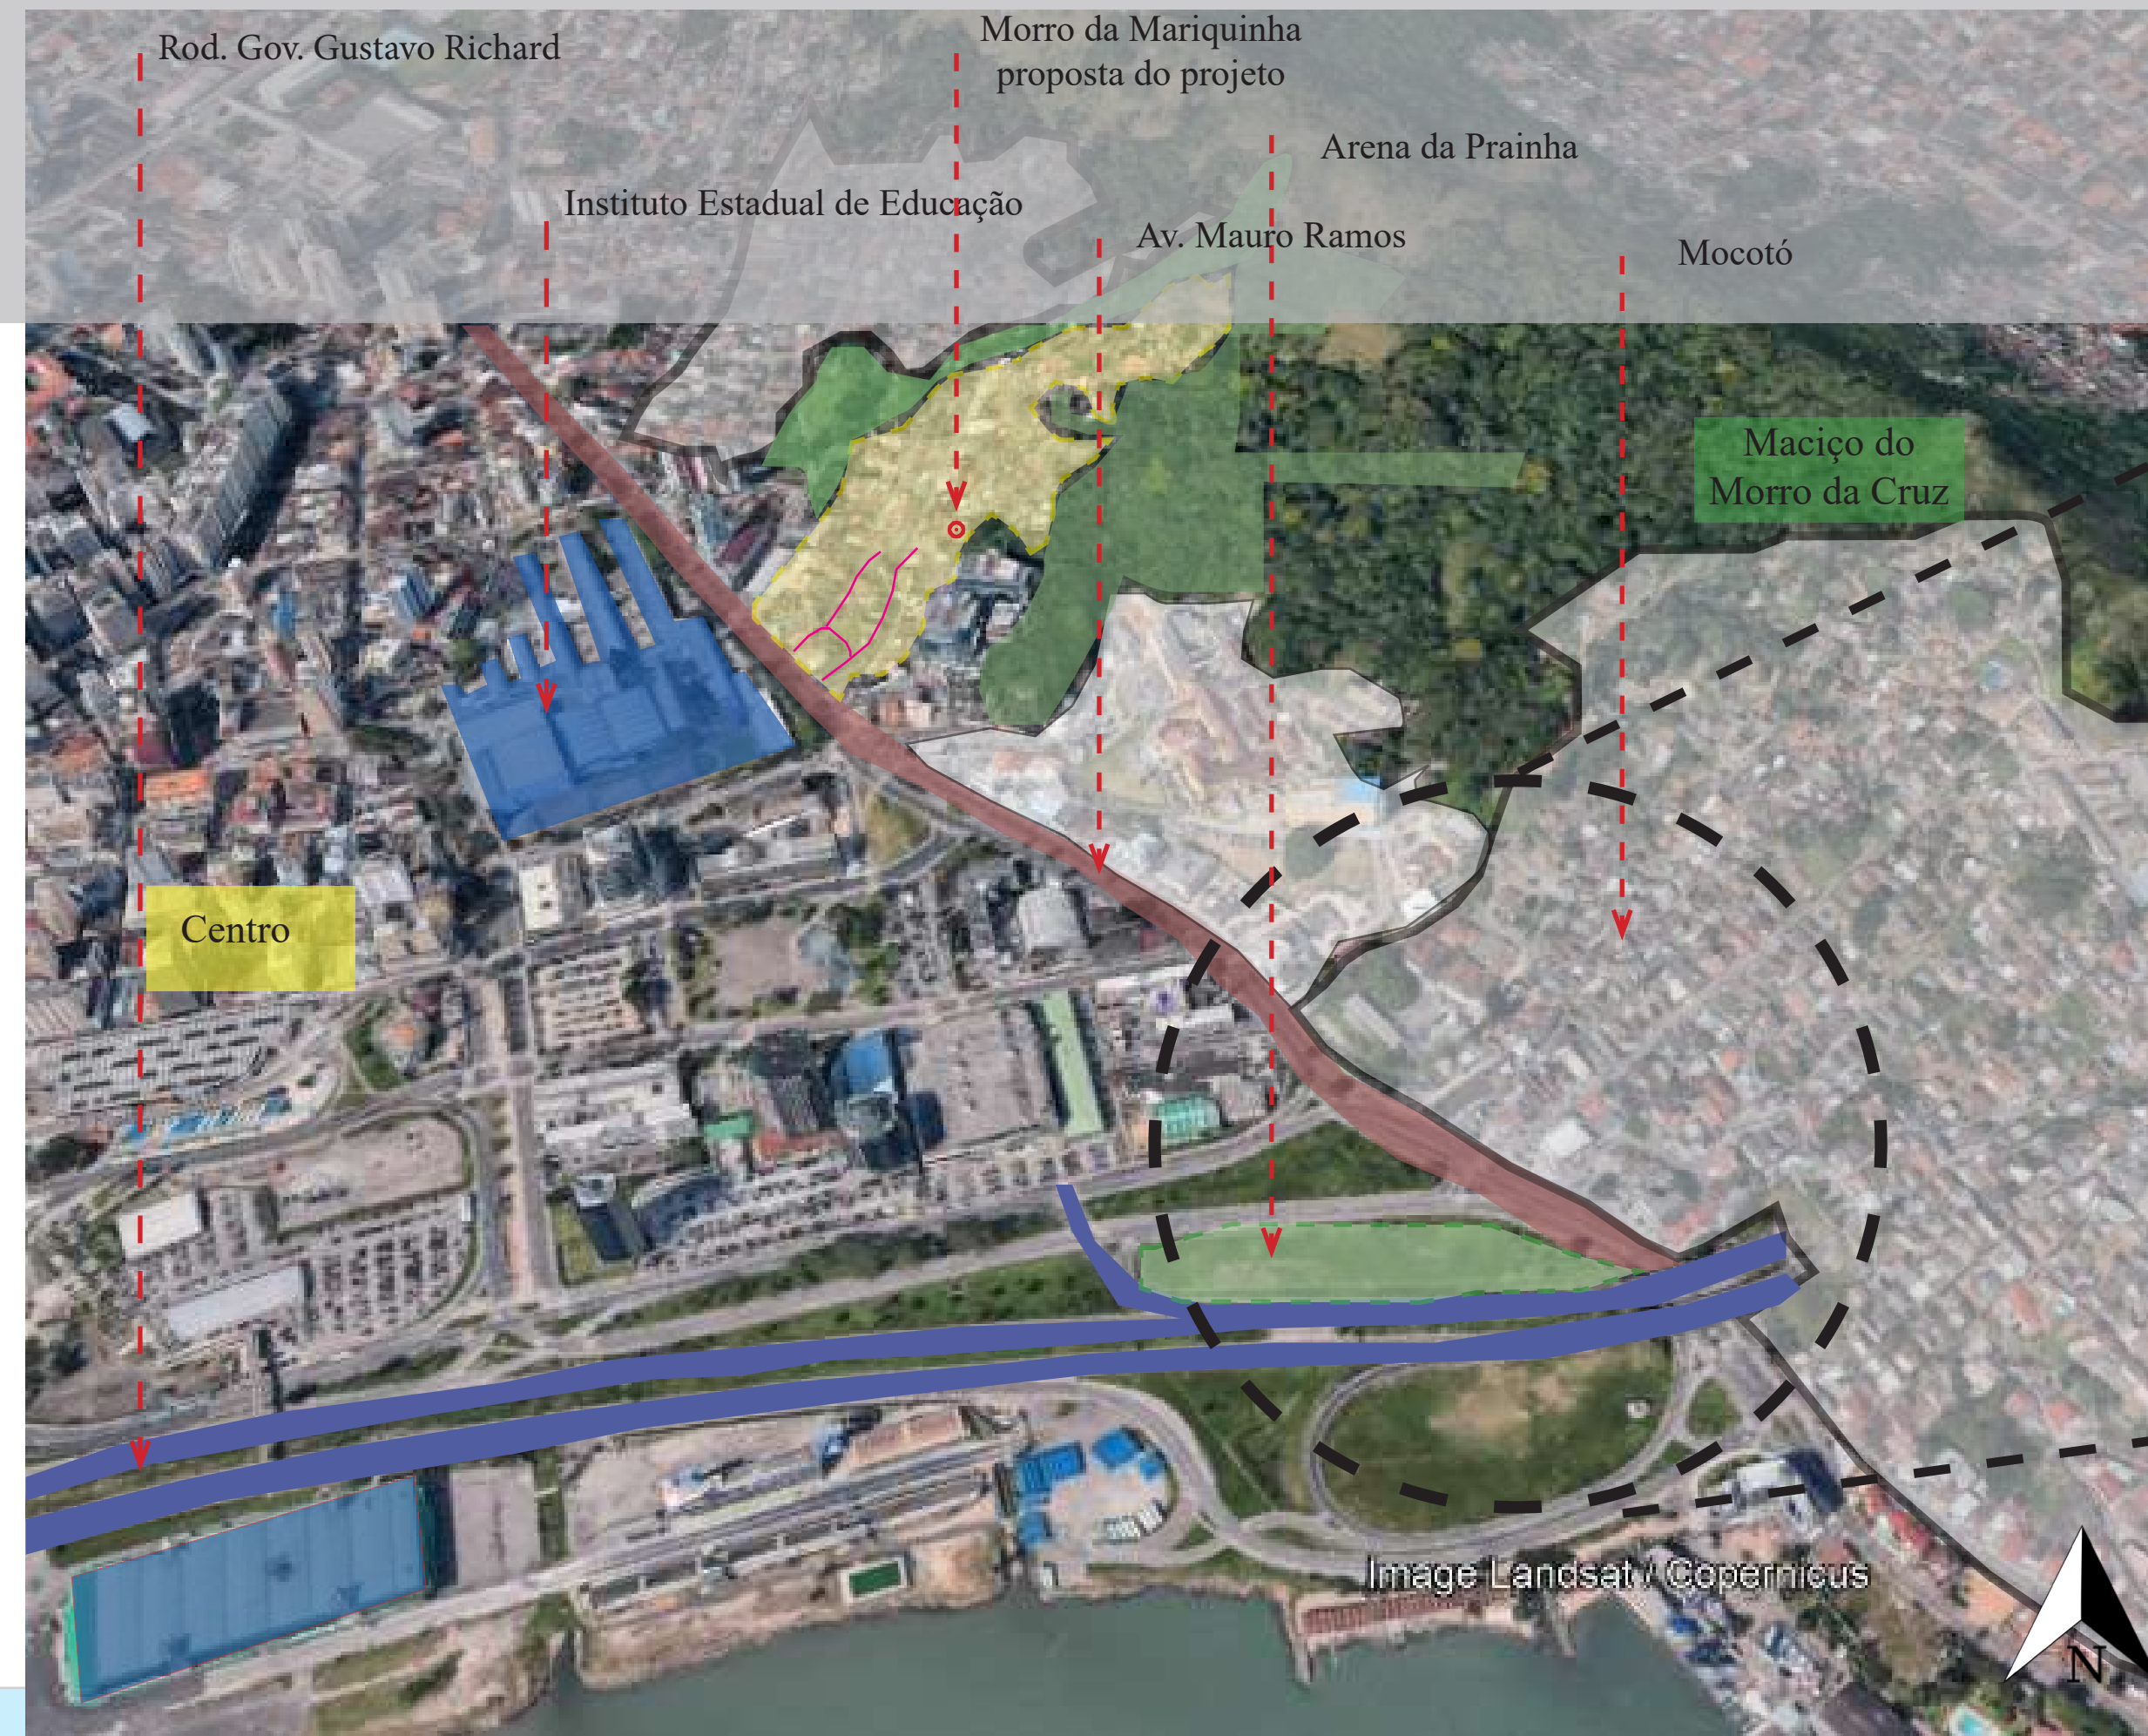 Rod. Gov. Gustavo Richard
Morro da Mariquinha
proposta do projeto
Arena da Prainha
Instituto Estadual de Educação
Av. Mauro Ramos
Mocotó
Maciço do
Morro da Cruz
Centro
Image Landsat / Copernicus
N